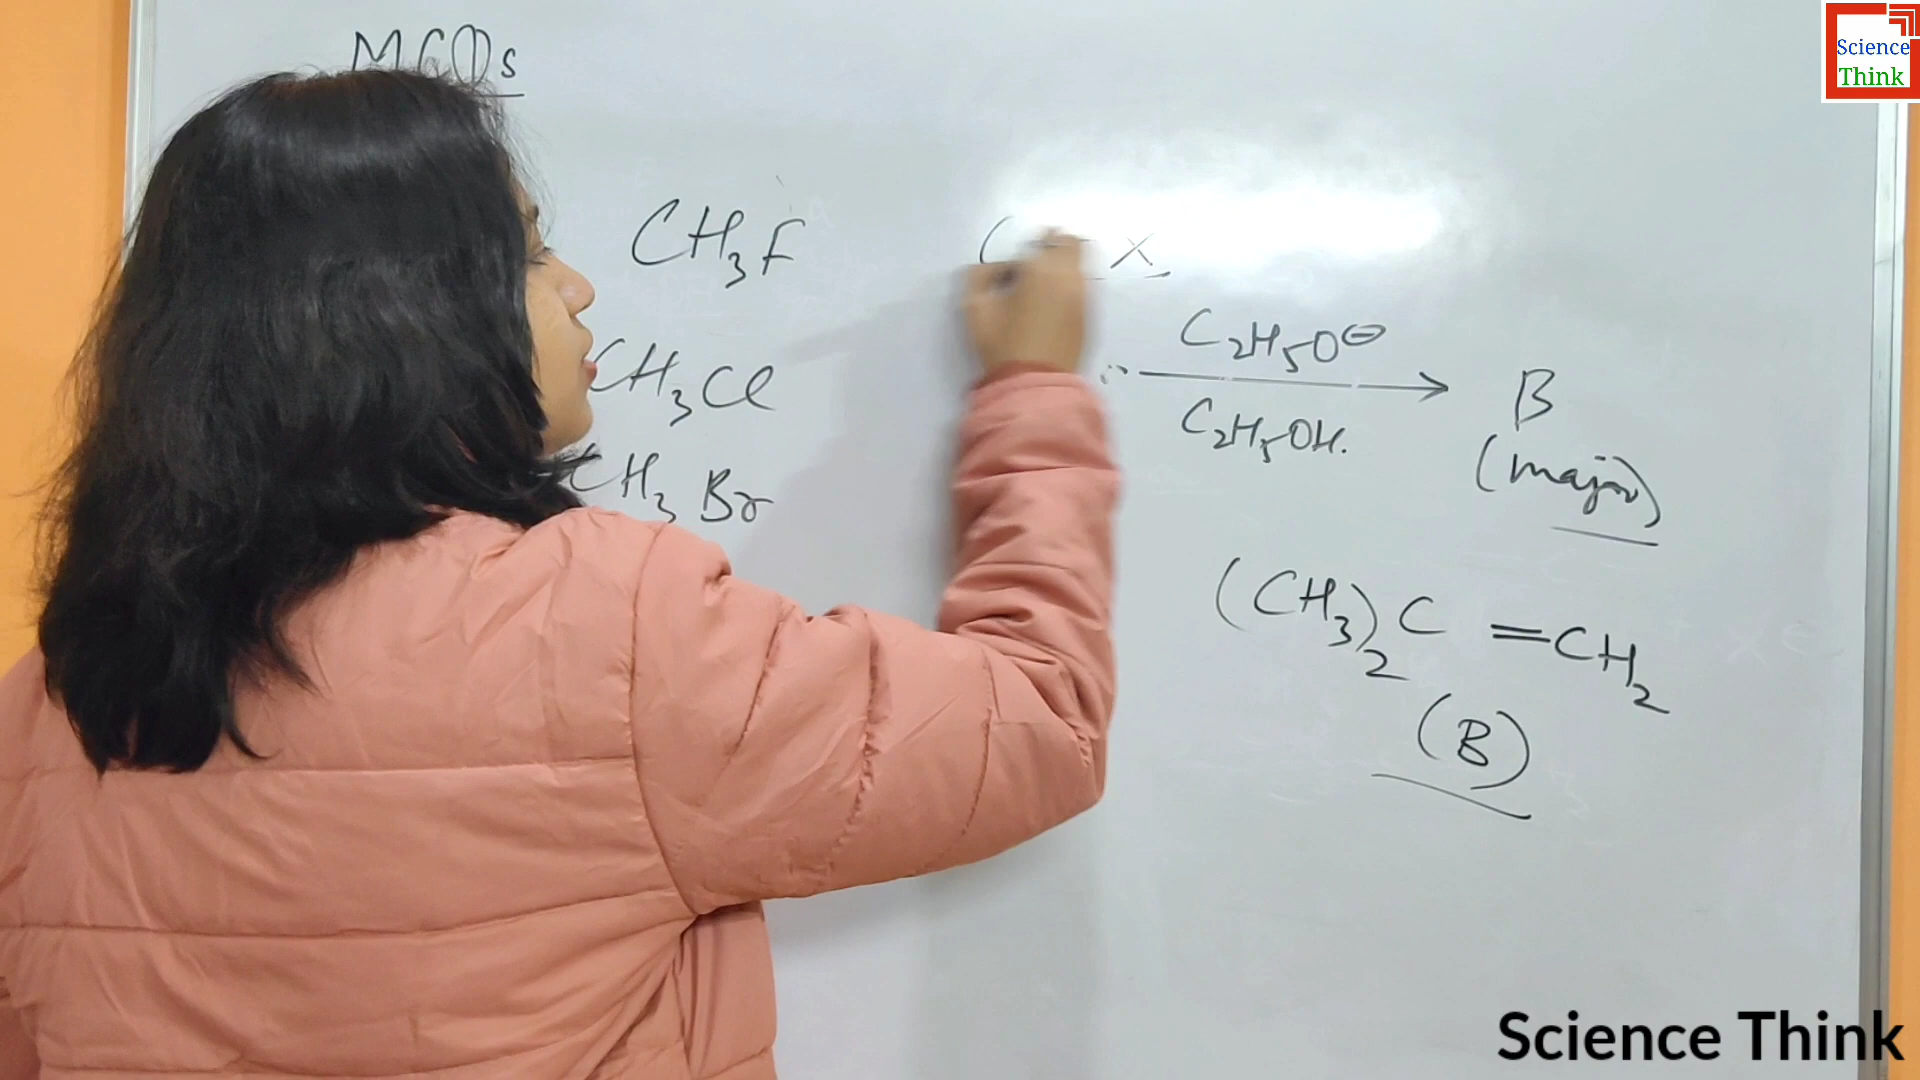 MCQs
Science
Think
CH₃F
X
CH₃Cl
CH₃Br
C₂H₅O⊖
C₂H₅OH.
B
(major)
(CH₃)₂C =CH₂
(B)
Science Think